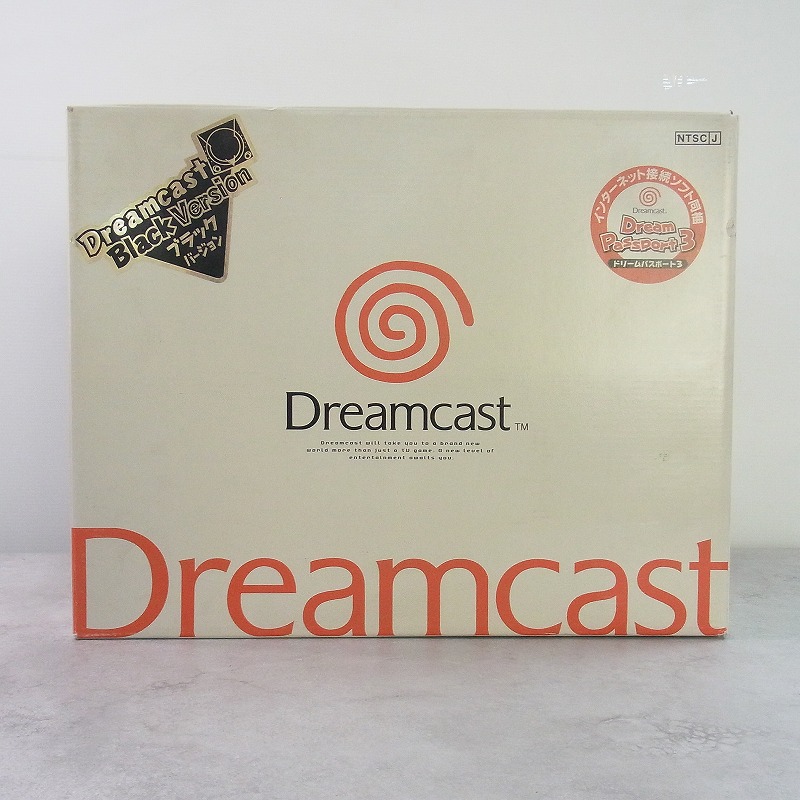 Dreamcast
Black Version
ブラック
バージョン
NTSC J
インターネット接続ソフト同梱
Dreamcast.
Dream
Passport 3
ドリームパスポート3
Dreamcast™
Dreamcast will take you to a brand new
world more than just a TV game. A new level of
entertainment awaits you.
Dreamcast